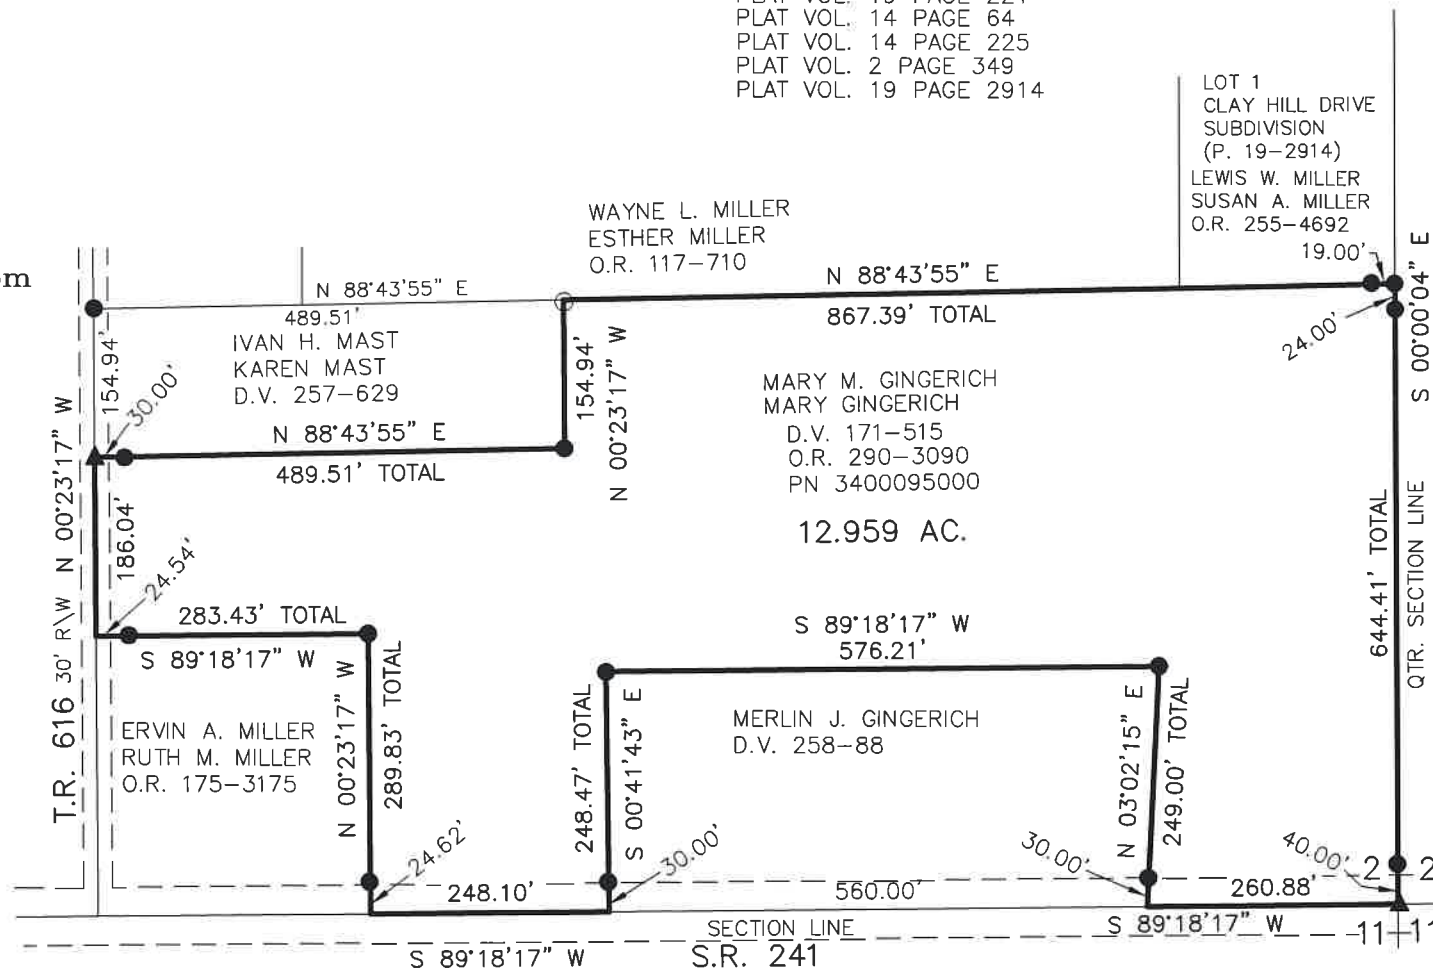 PLAT VOL. 14 PAGE 64
PLAT VOL. 14 PAGE 225
PLAT VOL. 2 PAGE 349
PLAT VOL. 19 PAGE 2914
LOT 1
CLAY HILL DRIVE
SUBDIVISION
(P. 19-2914)
LEWIS W. MILLER
SUSAN A. MILLER
O.R. 255-4692
19.00'
WAYNE L. MILLER
ESTHER MILLER
O.R. 117-710
om
N 88°43'55" E
489.51'
N 88°43'55" E
867.39' TOTAL
24.00'
S 00°00'04" E
IVAN H. MAST
KAREN MAST
D.V. 257-629
154.94'
30.00'
154.94'
N 00°23'17" W
MARY M. GINGERICH
MARY GINGERICH
D.V. 171-515
O.R. 290-3090
PN 3400095000
12.959 AC.
N 88°43'55" E
489.51' TOTAL
N 00°23'17" W
186.04'
24.54'
283.43' TOTAL
S 89°18'17" W
S 89°18'17" W
576.21'
644.41' TOTAL
QTR. SECTION LINE
T.R. 616 30' R\W
ERVIN A. MILLER
RUTH M. MILLER
O.R. 175-3175
N 00°23'17" W
289.83' TOTAL
248.47' TOTAL
S 00°41'43" E
MERLIN J. GINGERICH
D.V. 258-88
N 03°02'15" E
249.00' TOTAL
24.62'
30.00'
30.00'
40.00'
2 2
248.10'
560.00'
260.88'
SECTION LINE
S 89°18'17" W
11 11
S 89°18'17" W
S.R. 241